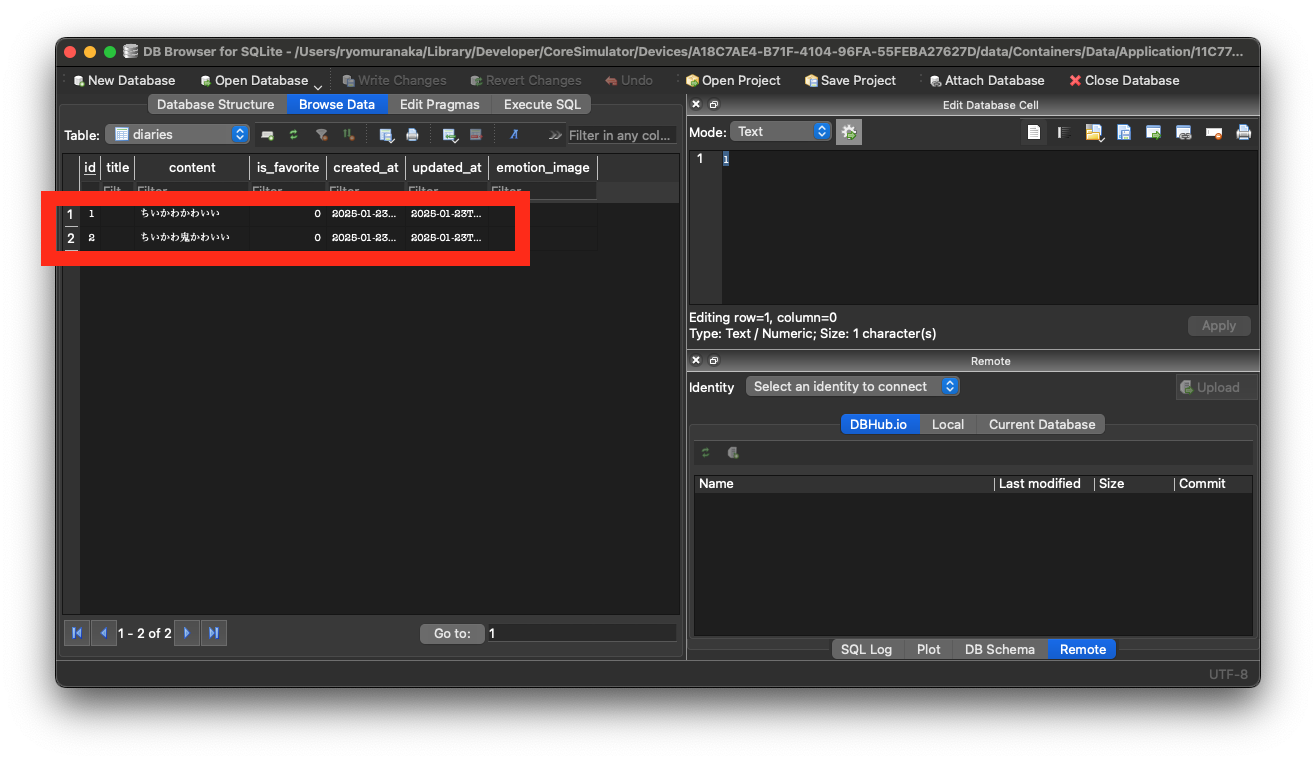 DB Browser for SQLite - /Users/ryomuranaka/Library/Developer/CoreSimulator/Devices/A18C7AE4-B71F-4104-96FA-55FEBA27627D/data/Containers/Data/Application/11C77...
New Database Open Database Write Changes Revert Changes Undo Open Project Save Project Attach Database Close Database
Database Structure Browse Data Edit Pragmas Execute SQL
Table: diaries Filter in any col...
id title content is_favorite created_at updated_at emotion_image
1 1 ちいかわかわいい 0 2025-01-23... 2025-01-23T...
2 2 ちいかわ鬼かわいい 0 2025-01-23... 2025-01-23T...
1 - 2 of 2 Go to: 1
Edit Database Cell
Mode: Text
1 1
Editing row=1, column=0
Type: Text / Numeric; Size: 1 character(s)
Apply
Remote
Identity Select an identity to connect Upload
DBHub.io Local Current Database
Name Last modified Size Commit
SQL Log Plot DB Schema Remote
UTF-8